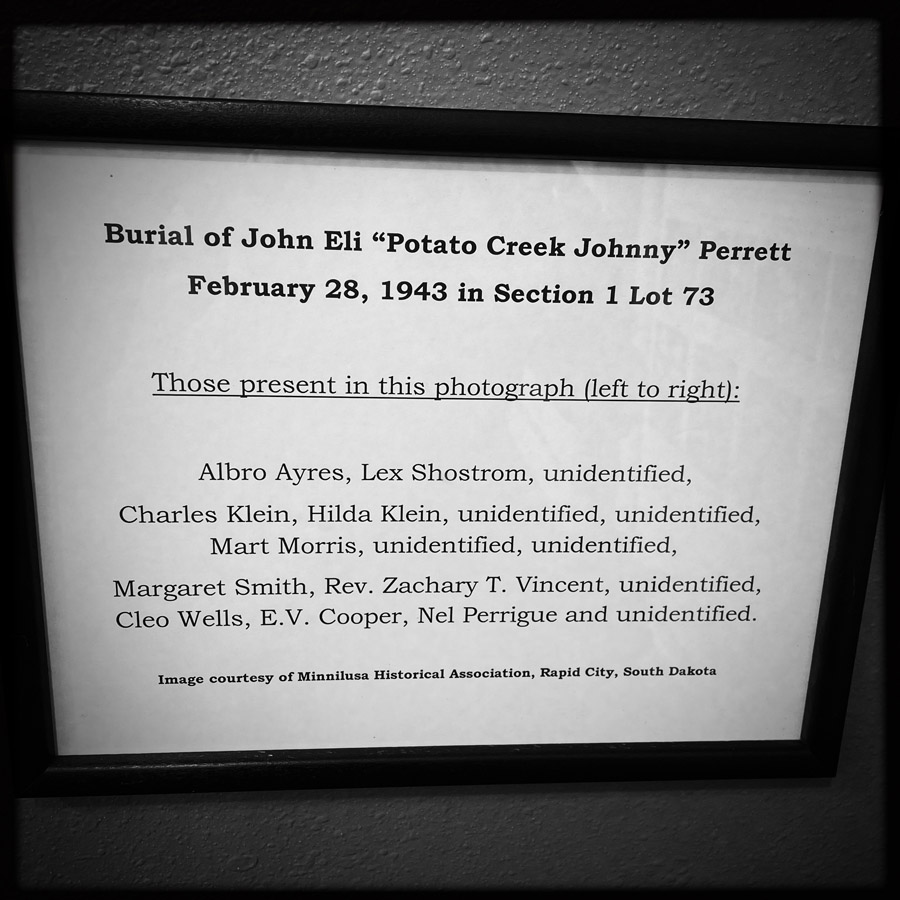 Burial of John Eli “Potato Creek Johnny” Perrett
February 28, 1943 in Section 1 Lot 73
Those present in this photograph (left to right):
Albro Ayres, Lex Shostrom, unidentified,
Charles Klein, Hilda Klein, unidentified, unidentified,
Mart Morris, unidentified, unidentified,
Margaret Smith, Rev. Zachary T. Vincent, unidentified,
Cleo Wells, E.V. Cooper, Nel Perrigue and unidentified.
Image courtesy of Minnilusa Historical Association, Rapid City, South Dakota